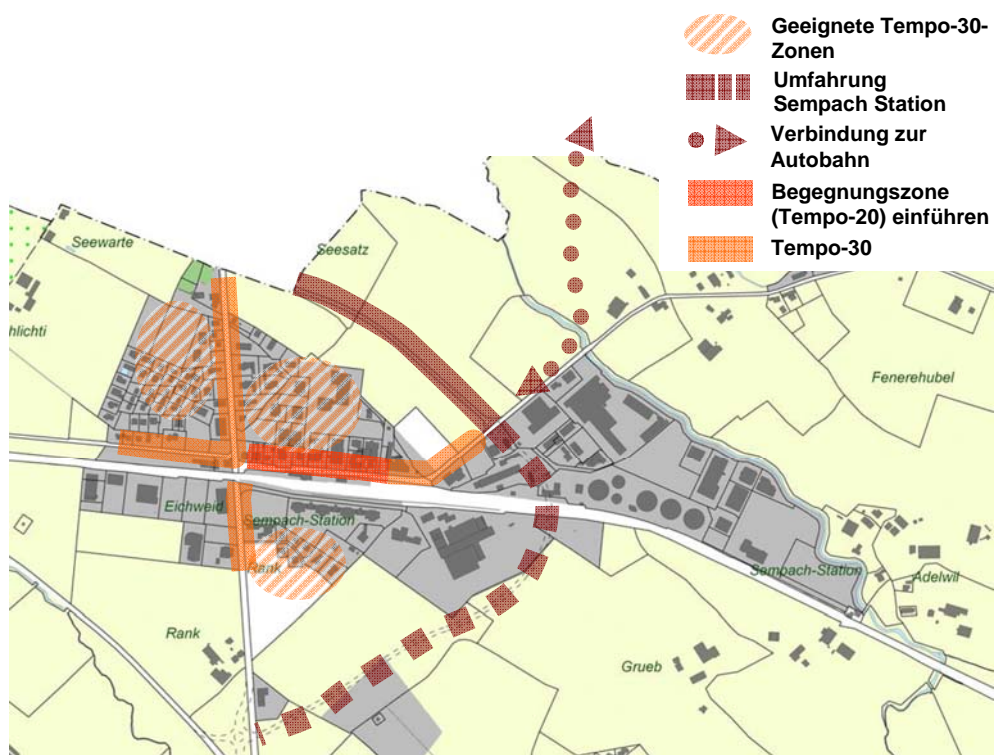 Geeignete Tempo-30-
Zonen
Umfahrung
Sempach Station
Verbindung zur
Autobahn
Begegnungszone
(Tempo-20) einführen
Tempo-30
Seewarte
Seesatz
hlichti
Fenerehubel
Eichweid
Sempach-Station
Rank
Sempach-Station
Adelwil
Rank
Grueb